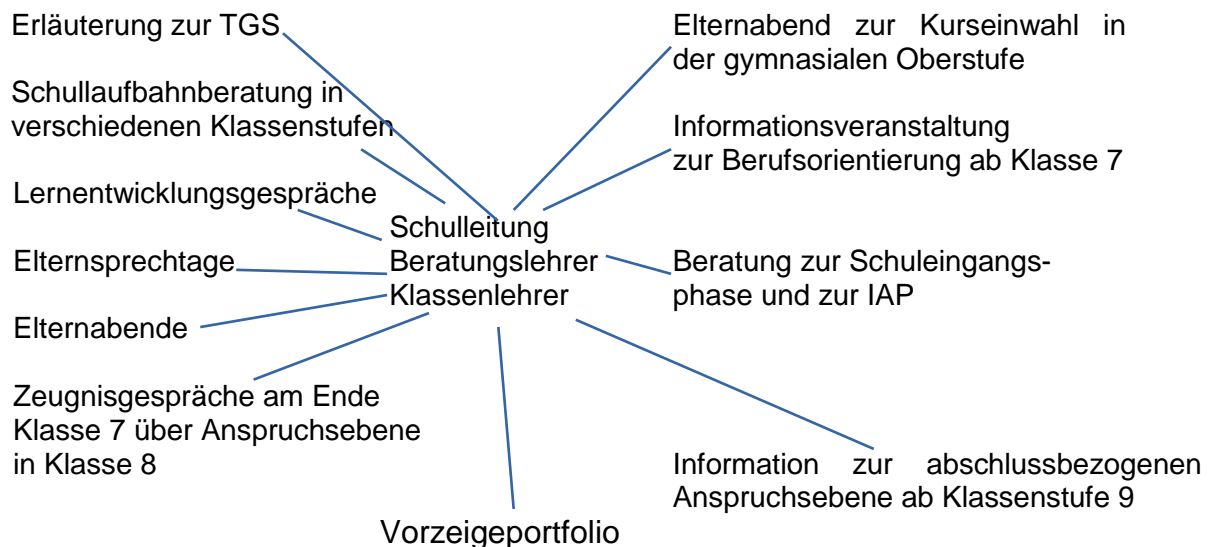 Erläuterung zur TGS
Schullaufbahnberatung in
verschiedenen Klassenstufen
Lernentwicklungsgespräche
Elternsprechtage
Elternabende
Zeugnisgespräche am Ende
Klasse 7 über Anspruchsebene
in Klasse 8
Schulleitung
Beratungslehrer
Klassenlehrer
Vorzeigeportfolio
Elternabend zur Kurseinwahl in
der gymnasialen Oberstufe
Informationsveranstaltung
zur Berufsorientierung ab Klasse 7
Beratung zur Schuleingangs-
phase und zur IAP
Information zur abschlussbezogenen
Anspruchsebene ab Klassenstufe 9